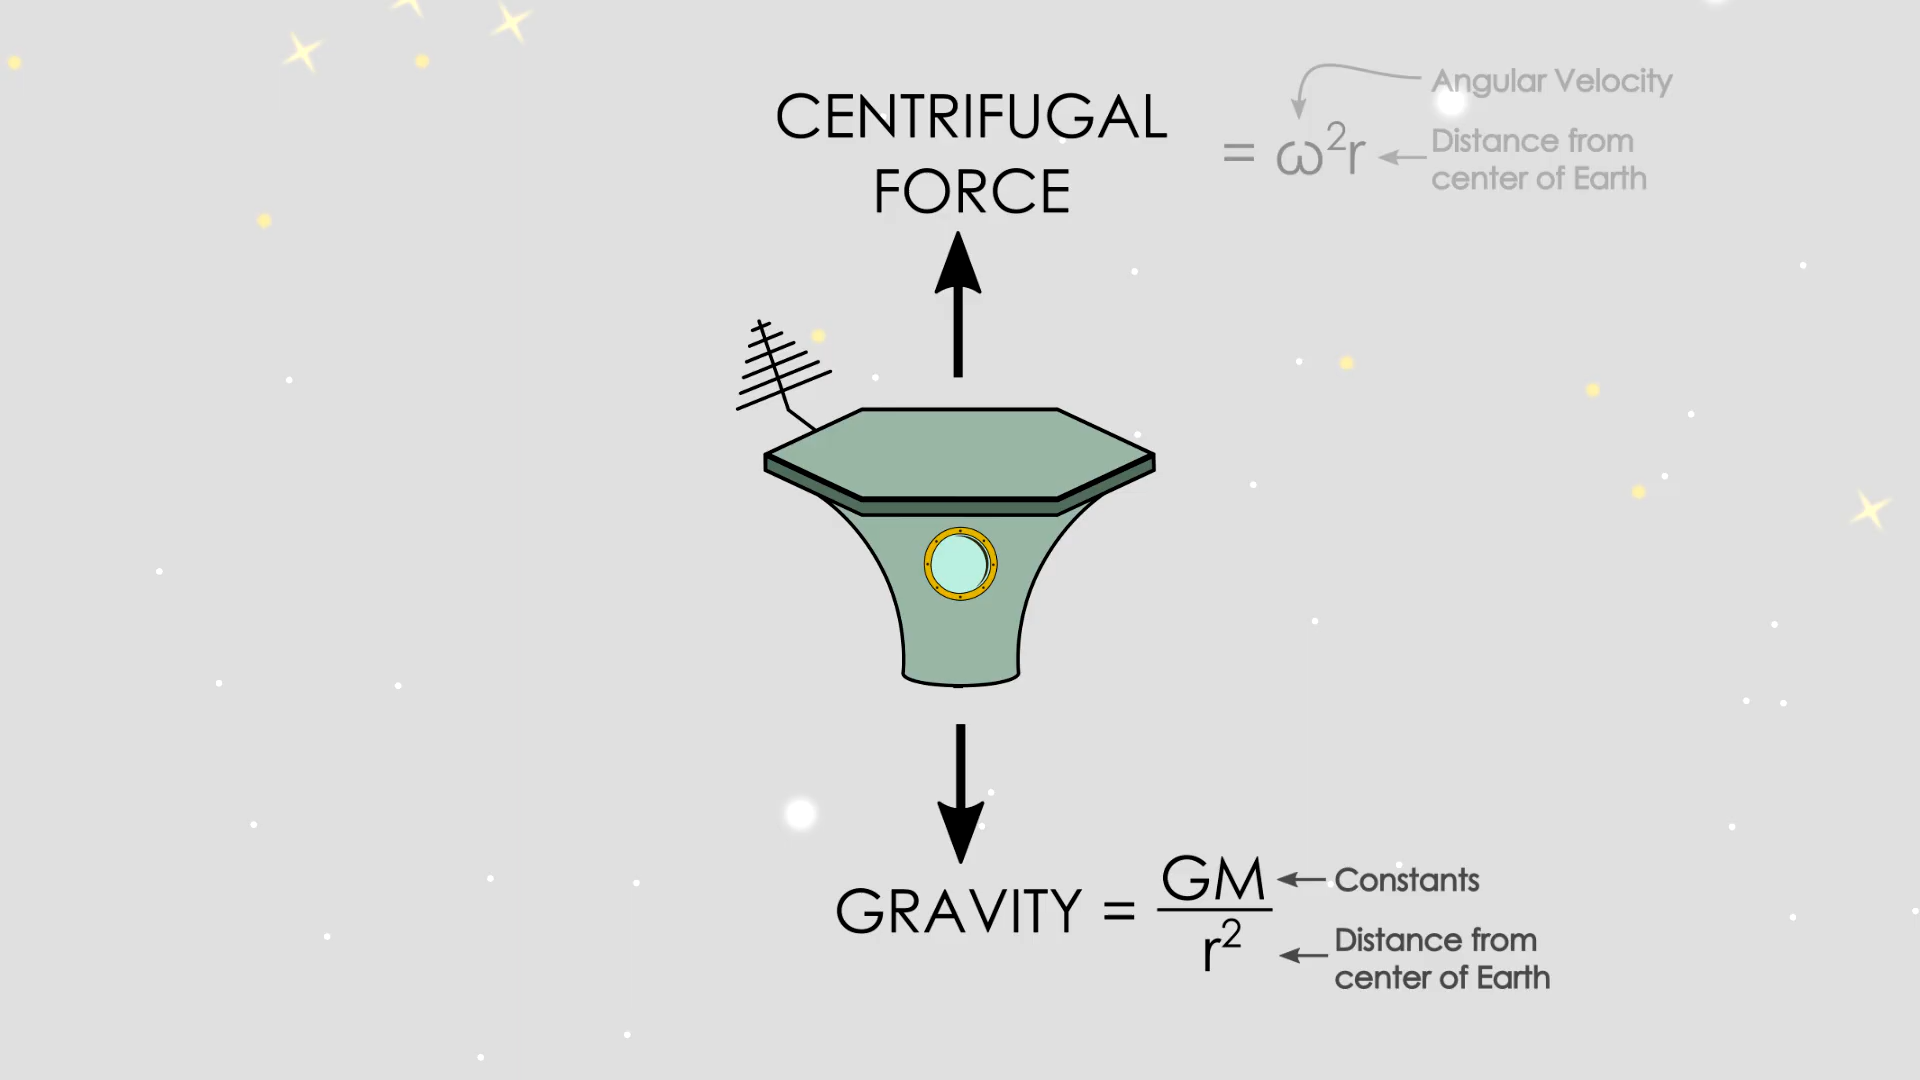 CENTRIFUGAL
FORCE
= ω²r
Angular Velocity
Distance from
center of Earth
GRAVITY = GM
r²
Constants
Distance from
center of Earth